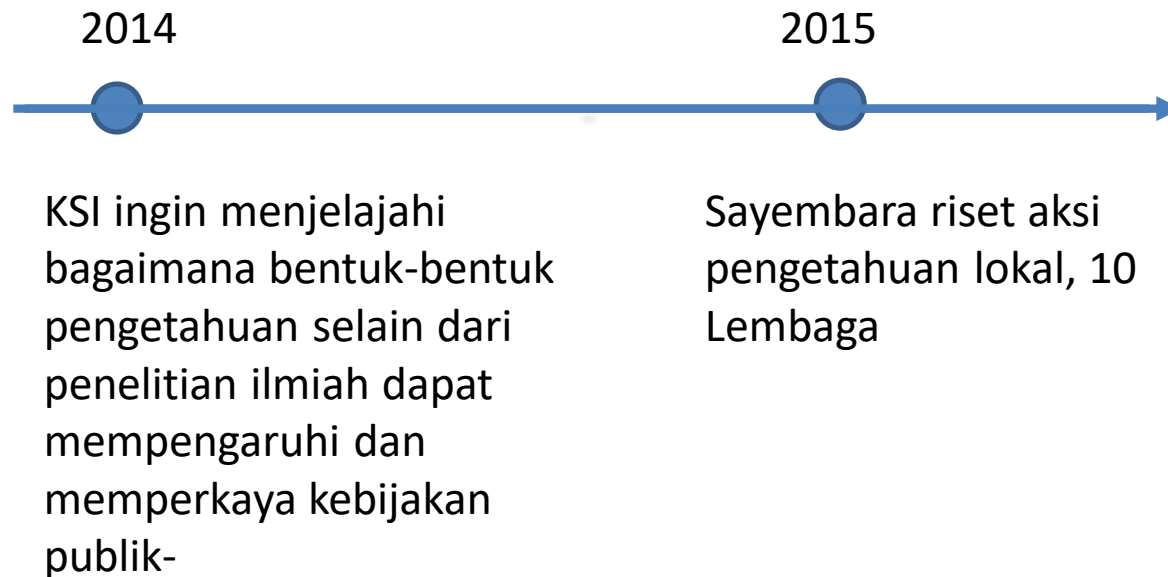 2014
2015
KSI ingin menjelajahi
bagaimana bentuk-bentuk
pengetahuan selain dari
penelitian ilmiah dapat
mempengaruhi dan
memperkaya kebijakan
publik-
Sayembara riset aksi
pengetahuan lokal, 10
Lembaga